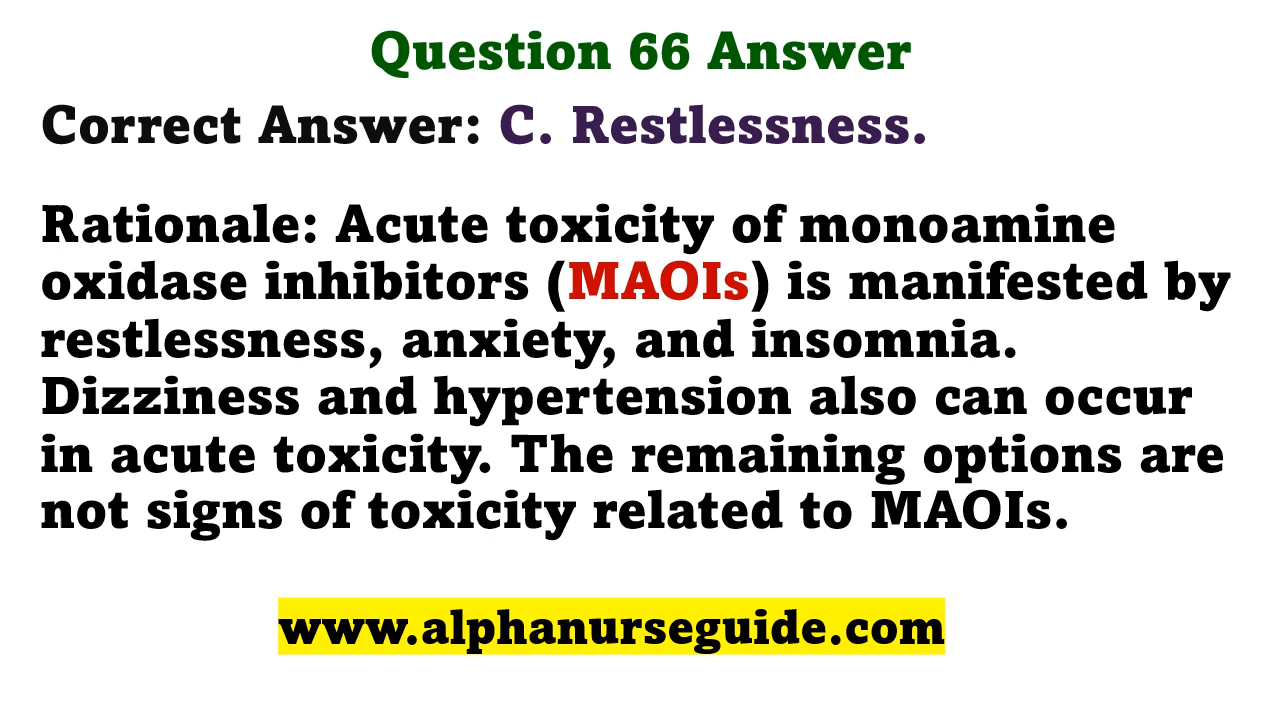 Question 66 Answer
Correct Answer: C. Restlessness.
Rationale: Acute toxicity of monoamine
oxidase inhibitors (MAOIs) is manifested by
restlessness, anxiety, and insomnia.
Dizziness and hypertension also can occur
in acute toxicity. The remaining options are
not signs of toxicity related to MAOIs.
www.alphanurseguide.com